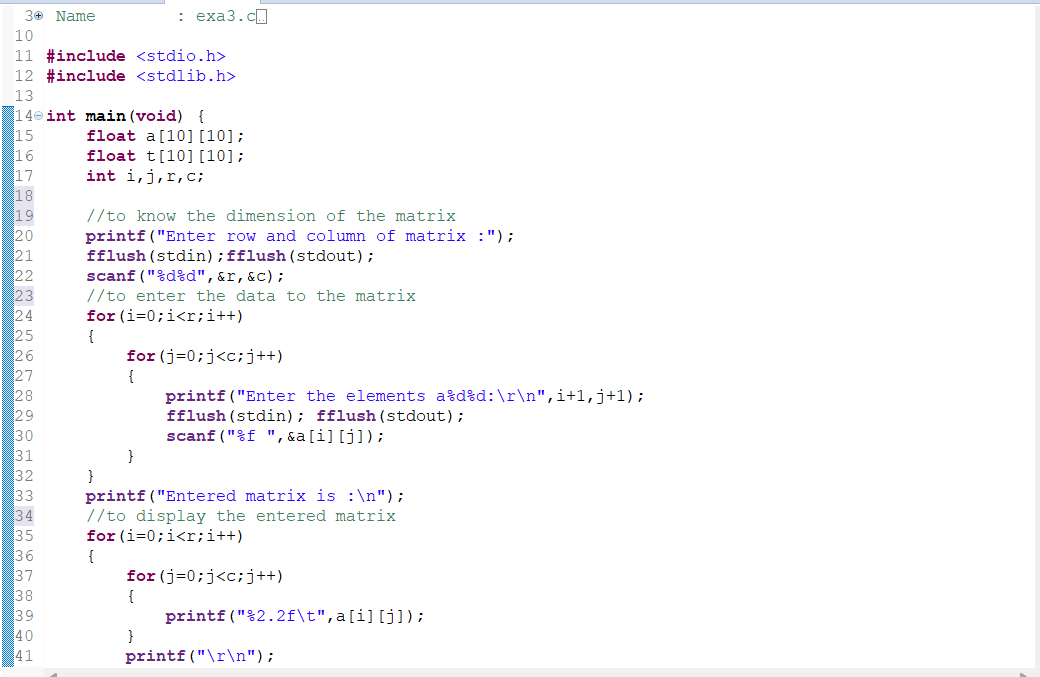 3 Name : exa3.c
10
11 #include <stdio.h>
12 #include <stdlib.h>
13
14 int main(void) {
15 float a[10][10];
16 float t[10][10];
17 int i,j,r,c;
18
19 //to know the dimension of the matrix
20 printf("Enter row and column of matrix :");
21 fflush(stdin);fflush(stdout);
22 scanf("%d%d",&r,&c);
23 //to enter the data to the matrix
24 for(i=0;i<r;i++)
25 {
26 for(j=0;j<c;j++)
27 {
28 printf("Enter the elements a%d%d:\r\n",i+1,j+1);
29 fflush(stdin); fflush(stdout);
30 scanf("%f ",&a[i][j]);
31 }
32 }
33 printf("Entered matrix is :\n");
34 //to display the entered matrix
35 for(i=0;i<r;i++)
36 {
37 for(j=0;j<c;j++)
38 {
39 printf("%2.2f\t",a[i][j]);
40 }
41 printf("\r\n");